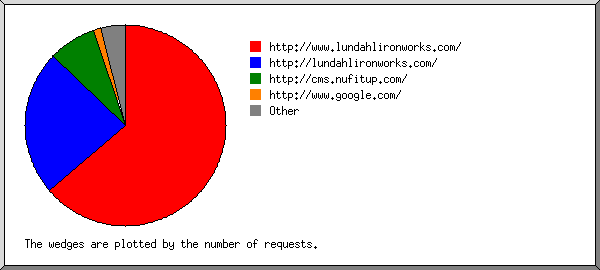 http://www.lundahlironworks.com/
http://lundahlironworks.com/
http://cms.nufitup.com/
http://www.google.com/
Other
The wedges are plotted by the number of requests.